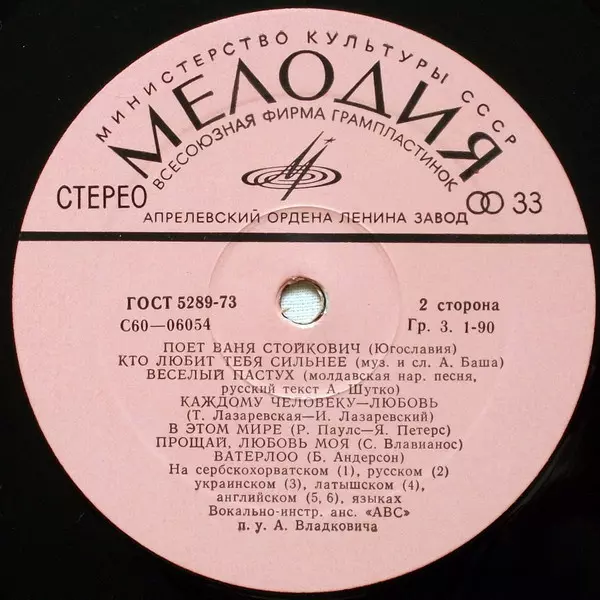 МИНИСТЕРСТВО КУЛЬТУРЫ СССР
МЕЛОДИЯ
ВСЕСОЮЗНАЯ ФИРМА ГРАМПЛАСТИНОК
СТЕРЕО 33
АПРЕЛЕВСКИЙ ОРДЕНА ЛЕНИНА ЗАВОД
ГОСТ 5289-73 2 сторона
С60—06054 Гр. 3. 1-90
ПОЕТ ВАНЯ СТОЙКОВИЧ (Югославия)
КТО ЛЮБИТ ТЕБЯ СИЛЬНЕЕ (муз. и сл. А. Баша)
ВЕСЕЛЫЙ ПАСТУХ (молдавская нар. песня,
русский текст А. Шутко)
КАЖДОМУ ЧЕЛОВЕКУ—ЛЮБОВЬ
(Т. Лазаревская—И. Лазаревский)
В ЭТОМ МИРЕ (Р. Паулс—Я. Петерс)
ПРОЩАЙ, ЛЮБОВЬ МОЯ (С. Влавианос)
ВАТЕРЛОО (Б. Андерсон)
На сербскохорватском (1), русском (2)
украинском (3), латышском (4),
английском (5, 6), языках
Вокально-инстр. анс. «АВС»
п. у. А. Владковича